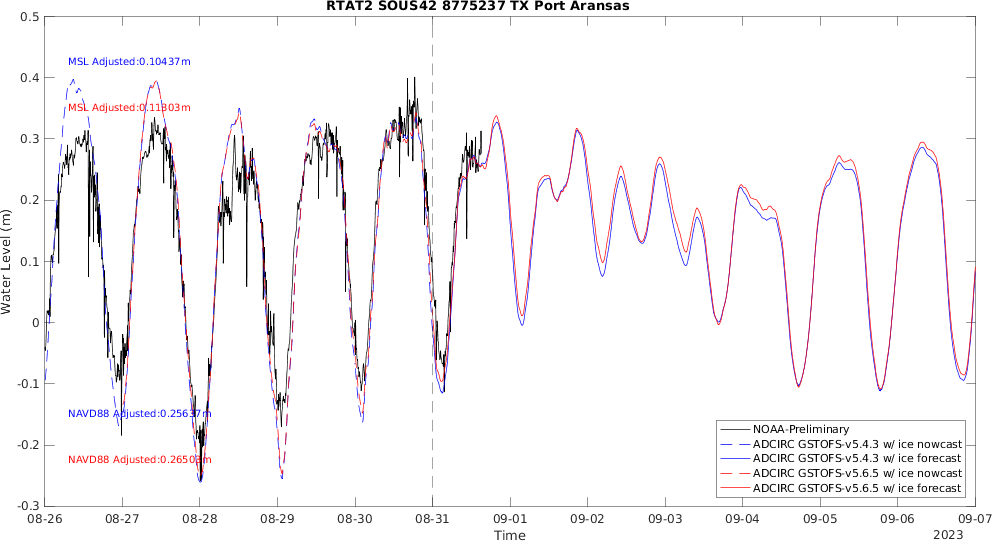 RTAT2 SOUS42 8775237 TX Port Aransas
0.5
0.4
0.3
0.2
0.1
0
-0.1
-0.2
-0.3
Water Level (m)
MSL Adjusted:0.10437m
MSL Adjusted:0.11303m
NAVD88 Adjusted:0.25637m
NAVD88 Adjusted:0.2650 m
NOAA-Preliminary
ADCIRC GSTOFS-v5.4.3 w/ ice nowcast
ADCIRC GSTOFS-v5.4.3 w/ ice forecast
ADCIRC GSTOFS-v5.6.5 w/ ice nowcast
ADCIRC GSTOFS-v5.6.5 w/ ice forecast
08-26 08-27 08-28 08-29 08-30 08-31 09-01 09-02 09-03 09-04 09-05 09-06 09-07
Time
2023